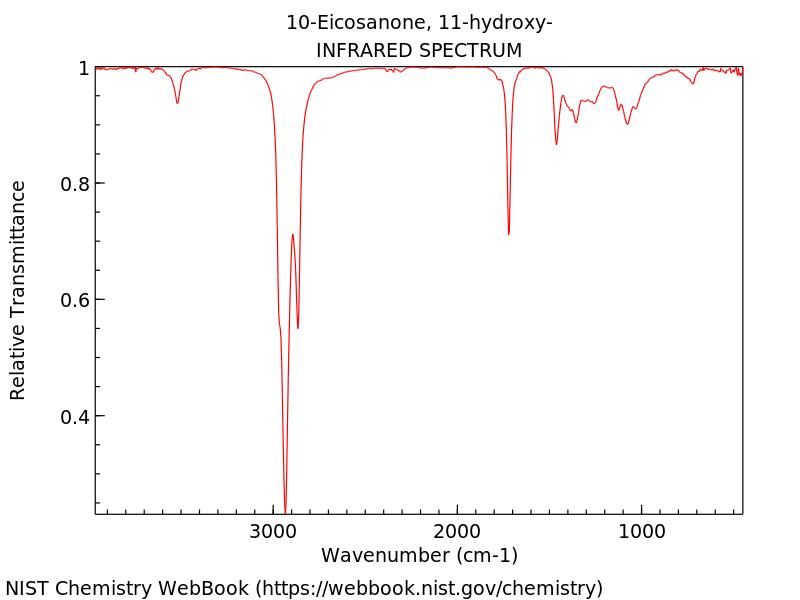 10-Eicosanone, 11-hydroxy-
INFRARED SPECTRUM
1
0.8
0.6
0.4
Relative Transmittance
3000 2000 1000
Wavenumber (cm-1)
NIST Chemistry WebBook (https://webbook.nist.gov/chemistry)